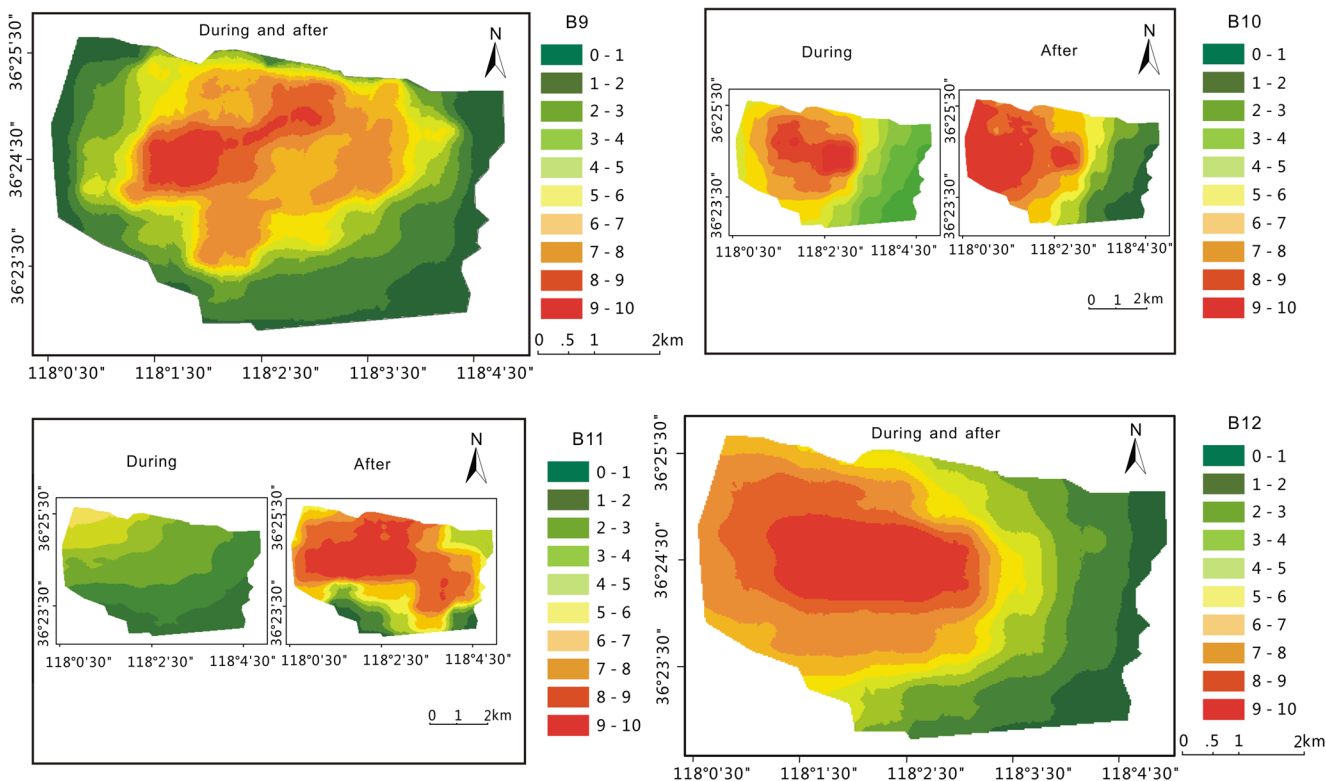 During and after
N
B9
0 - 1
1 - 2
2 - 3
3 - 4
4 - 5
5 - 6
6 - 7
7 - 8
8 - 9
9 - 10
0 .5 1 2km
36°25'30"
36°24'30"
36°23'30"
118°0'30" 118°1'30" 118°2'30" 118°3'30" 118°4'30"
During
After
N
B10
0 - 1
1 - 2
2 - 3
3 - 4
4 - 5
5 - 6
6 - 7
7 - 8
8 - 9
9 - 10
36°25'30"
36°23'30"
118°0'30" 118°2'30" 118°4'30"
36°25'30"
36°23'30"
118°0'30" 118°2'30" 118°4'30"
0 1 2km
During
After
N
B11
0 - 1
1 - 2
2 - 3
3 - 4
4 - 5
5 - 6
6 - 7
7 - 8
8 - 9
9 - 10
36°25'30"
36°23'30"
118°0'30" 118°2'30" 118°4'30"
36°25'30"
36°23'30"
118°0'30" 118°2'30" 118°4'30"
0 1 2km
During and after
N
B12
0 - 1
1 - 2
2 - 3
3 - 4
4 - 5
5 - 6
6 - 7
7 - 8
8 - 9
9 - 10
0 .5 1 2km
36°25'30"
36°24'30"
36°23'30"
118°0'30" 118°1'30" 118°2'30" 118°3'30" 118°4'30"